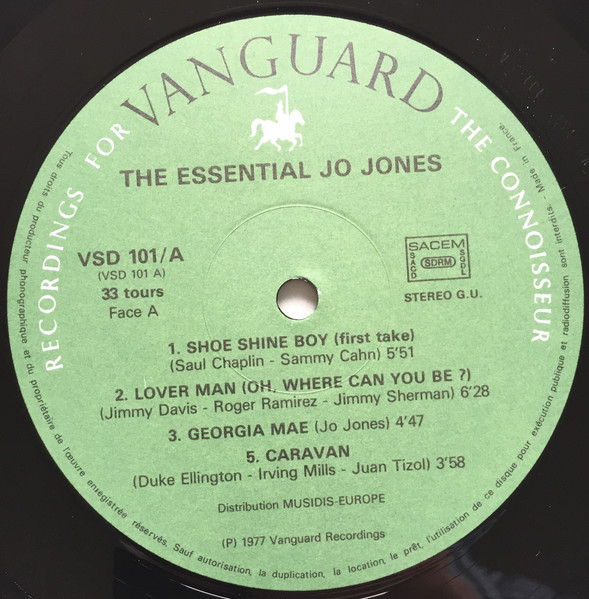 VANGUARD
RECORDINGS FOR THE CONNOISSEUR
THE ESSENTIAL JO JONES
VSD 101/A
(VSD 101 A)
33 tours
Face A
SACEM
SACD
SDRM
SGDL
STEREO G.U.
1. SHOE SHINE BOY (first take)
(Saul Chaplin - Sammy Cahn) 5'51
2. LOVER MAN (OH, WHERE CAN YOU BE ?)
(Jimmy Davis - Roger Ramirez - Jimmy Sherman) 6'28
3. GEORGIA MAE (Jo Jones) 4'47
5. CARAVAN
(Duke Ellington - Irving Mills - Juan Tizol) 3'58
Distribution MUSIDIS-EUROPE
(P) 1977 Vanguard Recordings
Tous droits du producteur phonographique et du propriétaire de l'œuvre enregistrée réservés. Sauf autorisation, la duplication, la location, le prêt, l'utilisation de ce disque pour exécution publique et radiodiffusion sont interdits. - Made in France.